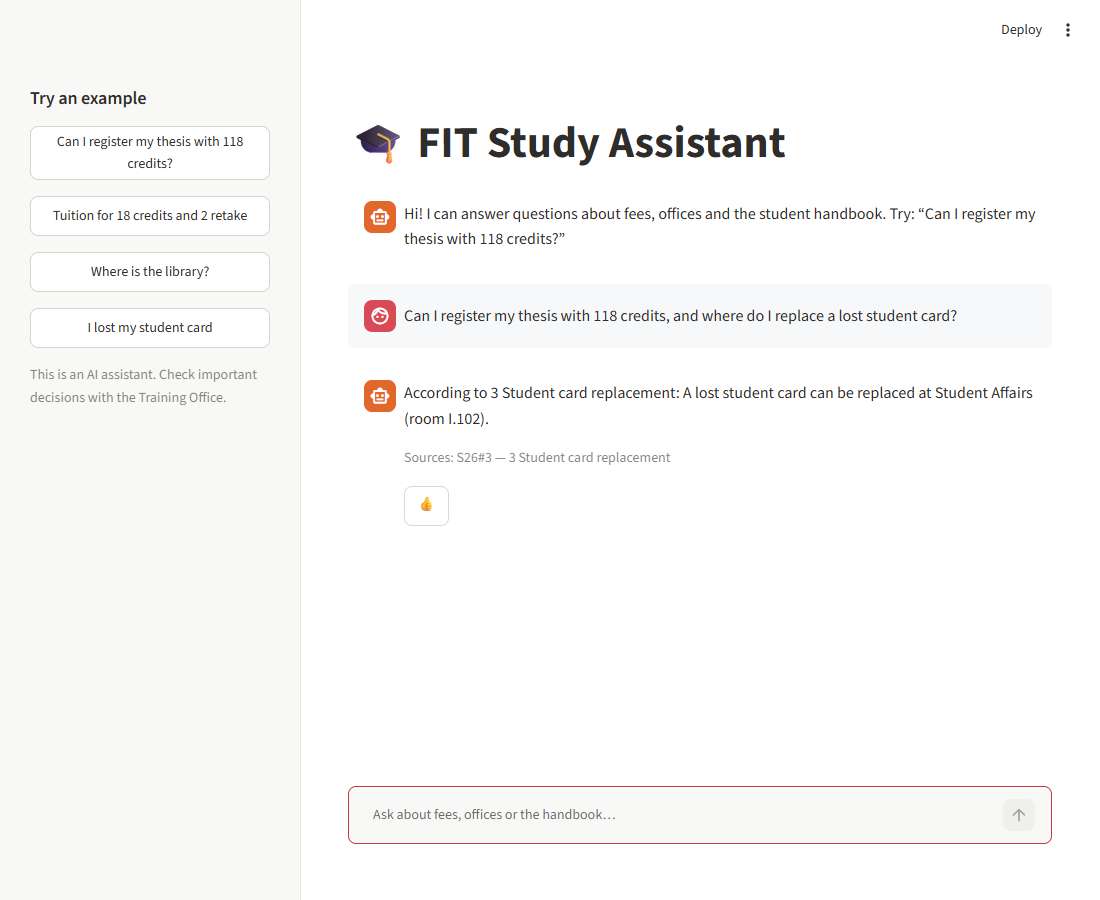 Deploy
Try an example
Can I register my thesis with 118
credits?
Tuition for 18 credits and 2 retake
Where is the library?
I lost my student card
This is an AI assistant. Check important
decisions with the Training Office.
FIT Study Assistant
Hi! I can answer questions about fees, offices and the student handbook. Try: “Can I register my
thesis with 118 credits?”
Can I register my thesis with 118 credits, and where do I replace a lost student card?
According to 3 Student card replacement: A lost student card can be replaced at Student Affairs
(room I.102).
Sources: S26#3 — 3 Student card replacement
Ask about fees, offices or the handbook…